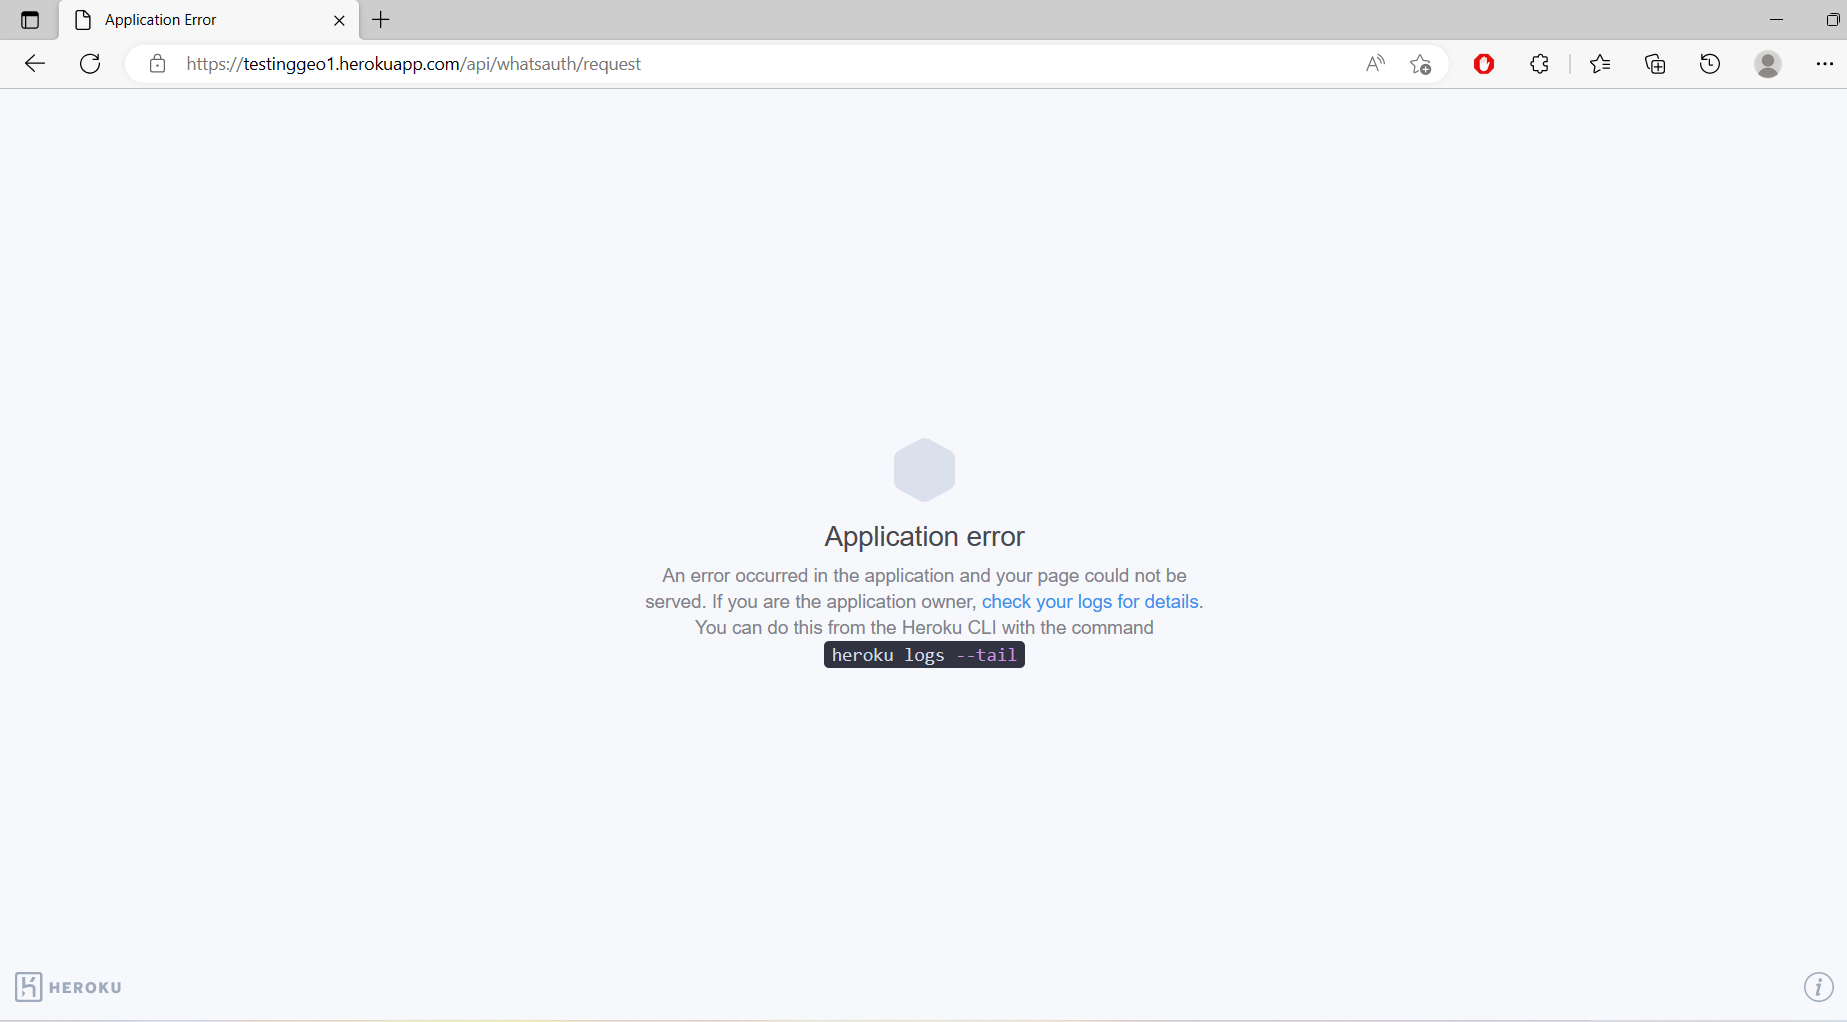 Application Error
https://testinggeo1.herokuapp.com/api/whatsauth/request
Application error
An error occurred in the application and your page could not be
served. If you are the application owner, check your logs for details.
You can do this from the Heroku CLI with the command
heroku logs --tail
HEROKU